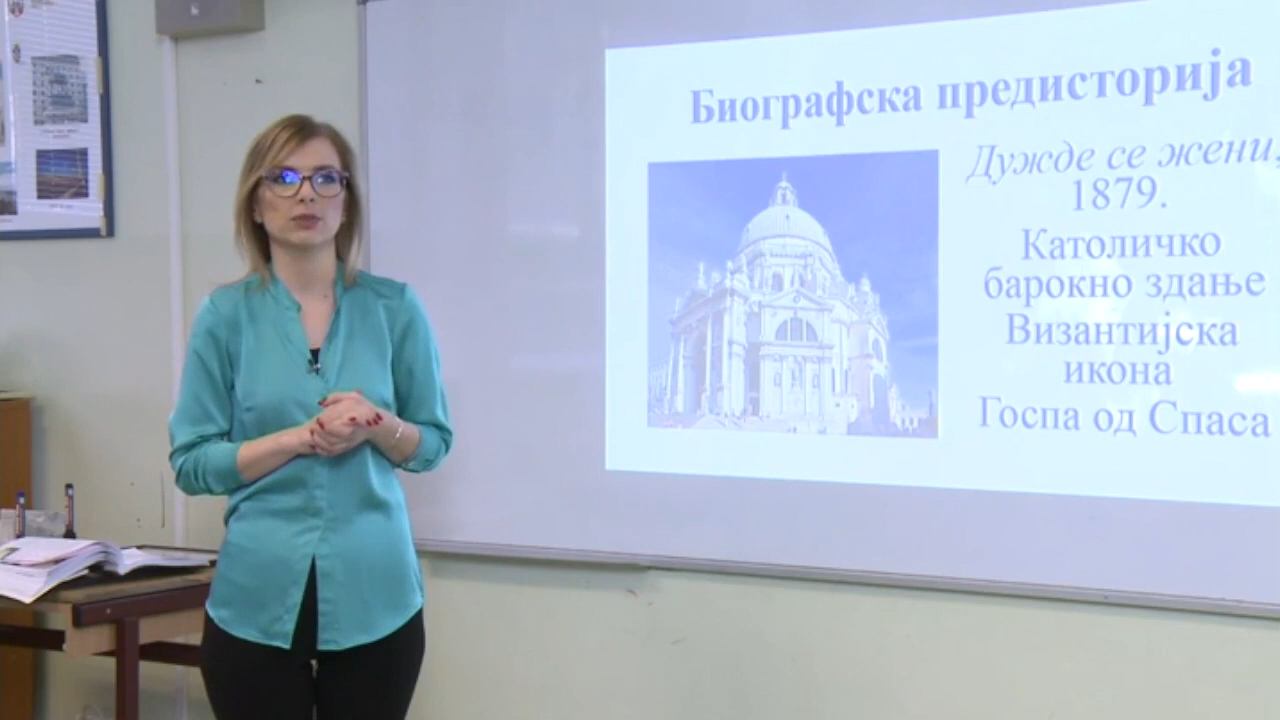 Биографска предисторија
Дужде се жени,
1879.
Католичко
барокно здање
Византијска
икона
Госпа од Спаса